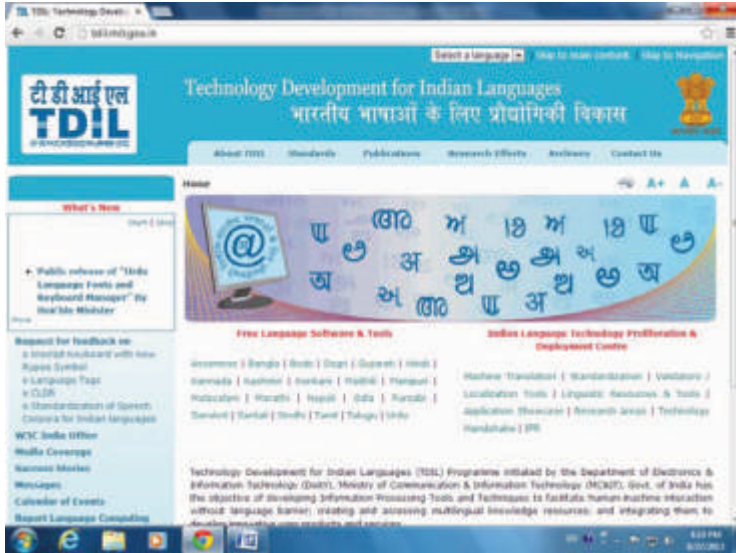 TDIL: Technology Devel
tdil.mit.gov.in
Select a language | Skip to main content | Skip to Navigation
टी डी आई एल
TDIL
Technology Development for Indian Languages
भारतीय भाषाओं के लिए प्रौद्योगिकी विकास
About TDIL Standards Publications Research Efforts Archives Contact Us
Home
A+ A A-
What's New
Start | Stop
Public release of "Urdu
Language Fonts and
Keyboard Manager" By
Hon'ble Minister
More
Request for feedback on
Inscript keyboard with new
Rupee Symbol
Language Tags
CLDR
Standardization of Speech
Corpora for Indian languages
W3C India Office
Media Coverage
Success Stories
Messages
Calendar of Events
Report Language Computing
@
ਪ ത്ത অ అ અ अ অ అ
Free Language Software & Tools
Assamese | Bangla | Bodo | Dogri | Gujarati | Hindi |
Kannada | Kashmiri | Konkani | Maithili | Manipuri |
Malayalam | Marathi | Nepali | Odia | Punjabi |
Sanskrit | Santali | Sindhi | Tamil | Telugu | Urdu
Indian Language Technology Proliferation &
Deployment Centre
Machine Translation | Standardization | Validators /
Localization Tools | Linguistic Resources & Tools |
Application Showcase | Research Areas | Technology
Handshake | IPR
Technology Development for Indian Languages (TDIL) Programme initiated by the Department of Electronics &
Information Technology (DeitY), Ministry of Communication & Information Technology (MC&IT), Govt. of India has
the objective of developing Information Processing Tools and Techniques to facilitate human-machine interaction
without language barrier; creating and accessing multilingual knowledge resources; and integrating them to
develop innovative user products and services.